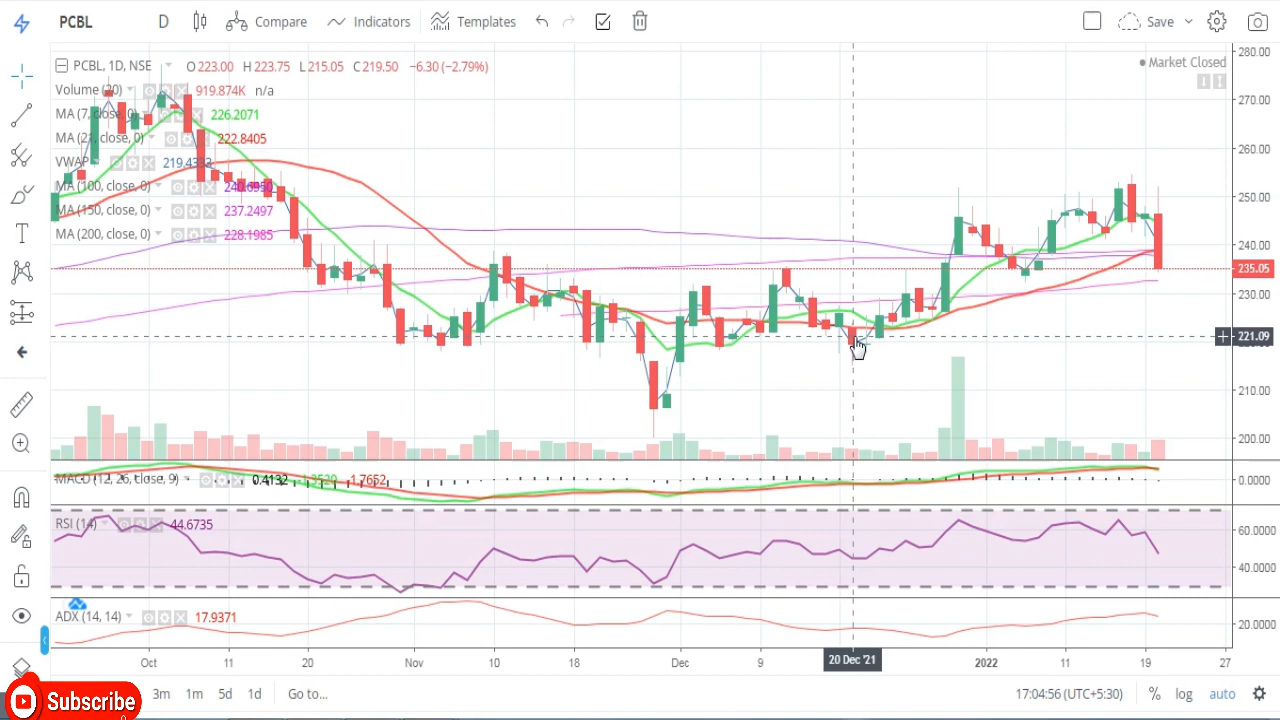 PCBL D Compare Indicators Templates Save
PCBL, 1D, NSE O 223.00 H 223.75 L 215.05 C 219.50 −6.30 (−2.79%)
Market Closed
Volume (20) 919.874K n/a
MA (7, close, 0) 226.2071
MA (21, close, 0) 222.8405
VWAP 219.4333
MA (100, close, 0) 240.6950
MA (150, close, 0) 237.2497
MA (200, close, 0) 228.1985
280.00
270.00
260.00
250.00
240.00
235.05
230.00
221.09
210.00
200.00
MACD (12, 26, close, 9) 0.4132 1.3520 1.7652
0.0000
RSI (14) 44.6735
60.0000
40.0000
ADX (14, 14) 17.9371
20.0000
Oct 11 20 Nov 10 18 Dec 9 20 Dec '21 2022 11 19 27
3m 1m 5d 1d Go to... 17:04:56 (UTC+5:30) % log auto
Subscribe